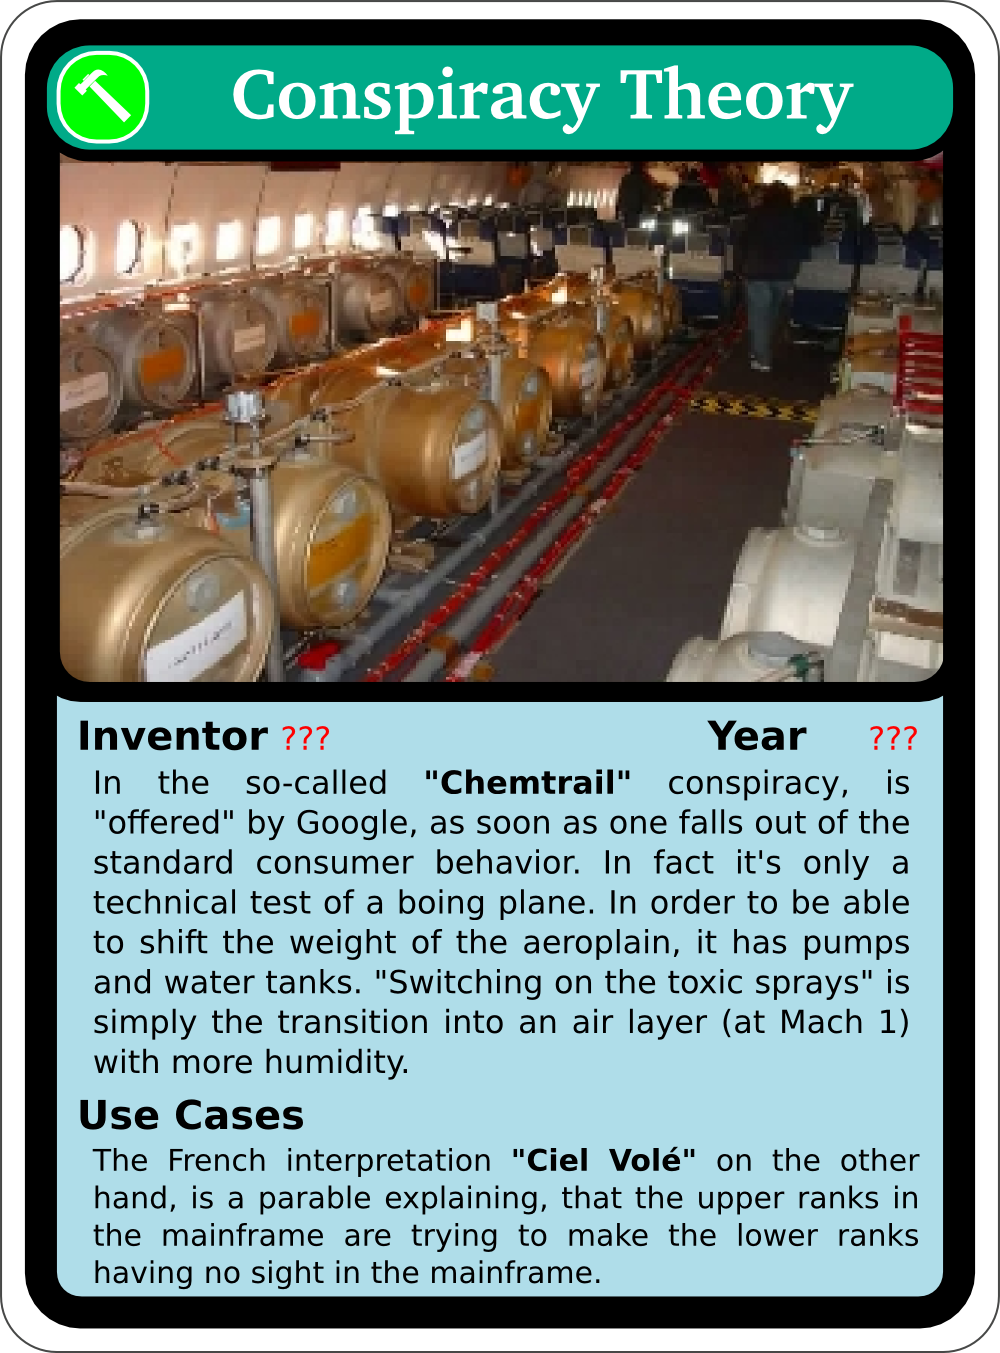 Conspiracy Theory
Inventor ??? Year ???
In the so-called "Chemtrail" conspiracy, is
"offered" by Google, as soon as one falls out of the
standard consumer behavior. In fact it's only a
technical test of a boing plane. In order to be able
to shift the weight of the aeroplain, it has pumps
and water tanks. "Switching on the toxic sprays" is
simply the transition into an air layer (at Mach 1)
with more humidity.
Use Cases
The French interpretation "Ciel Volé" on the other
hand, is a parable explaining, that the upper ranks in
the mainframe are trying to make the lower ranks
having no sight in the mainframe.